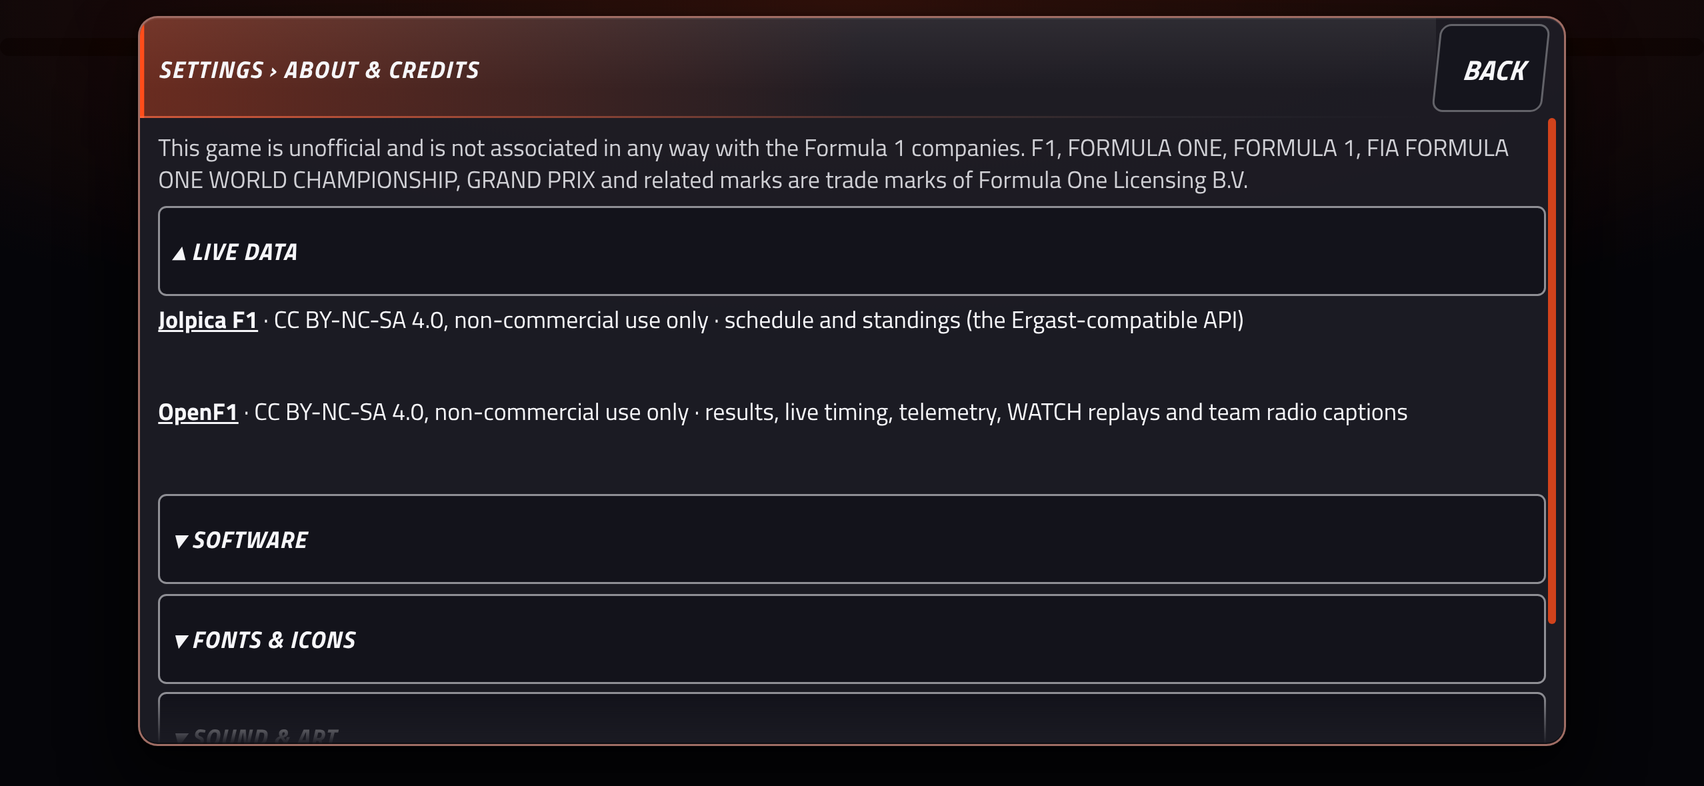 SETTINGS › ABOUT & CREDITS
BACK
This game is unofficial and is not associated in any way with the Formula 1 companies. F1, FORMULA ONE, FORMULA 1, FIA FORMULA
ONE WORLD CHAMPIONSHIP, GRAND PRIX and related marks are trade marks of Formula One Licensing B.V.
▲ LIVE DATA
Jolpica F1 · CC BY-NC-SA 4.0, non-commercial use only · schedule and standings (the Ergast-compatible API)
OpenF1 · CC BY-NC-SA 4.0, non-commercial use only · results, live timing, telemetry, WATCH replays and team radio captions
▼ SOFTWARE
▼ FONTS & ICONS
▼ SOUND & ART